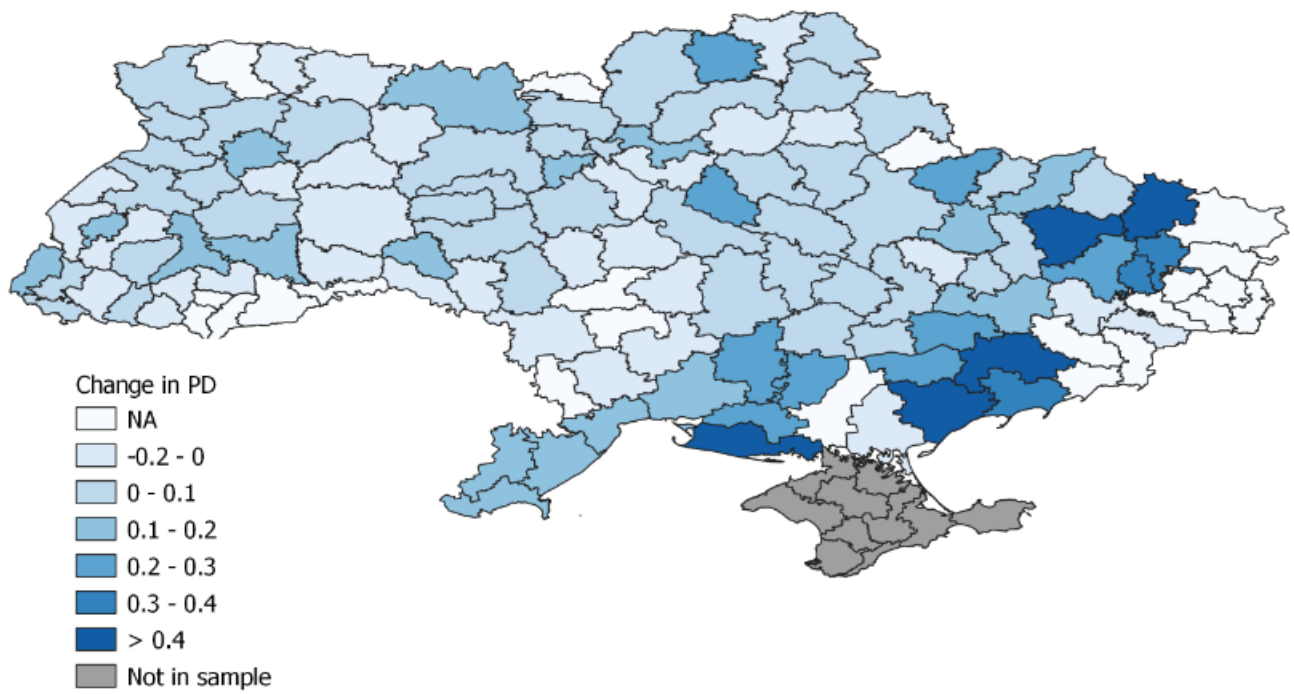 Change in PD
NA
-0.2 - 0
0 - 0.1
0.1 - 0.2
0.2 - 0.3
0.3 - 0.4
> 0.4
Not in sample